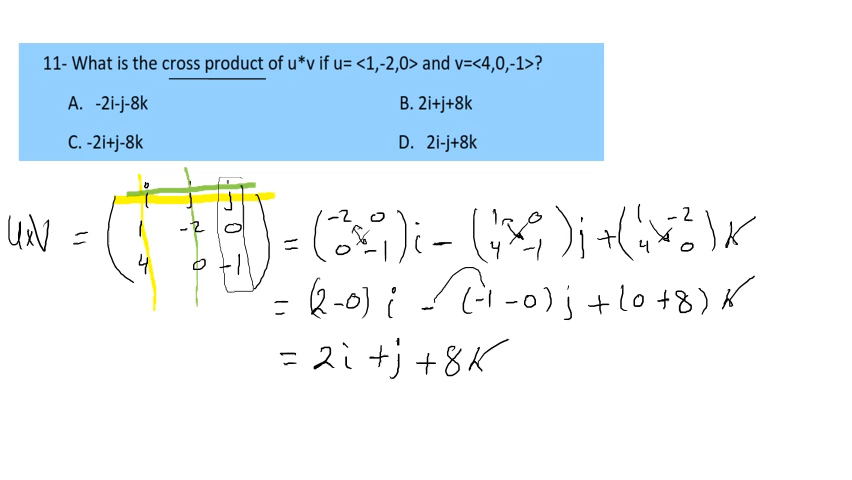 11- What is the cross product of u*v if u= <1,-2,0> and v=<4,0,-1>?
A. -2i-j-8k B. 2i+j+8k
C. -2i+j-8k D. 2i-j+8k
i j j
UxV = ( 1 -2 0 ) = ( -2 0 ) i - ( 1 0 ) j + ( 1 -2 ) K
4 0 -1 0 -1 4 -1 4 0
= (2-0) i - (-1-0) j + (0+8) K
= 2i +j +8K